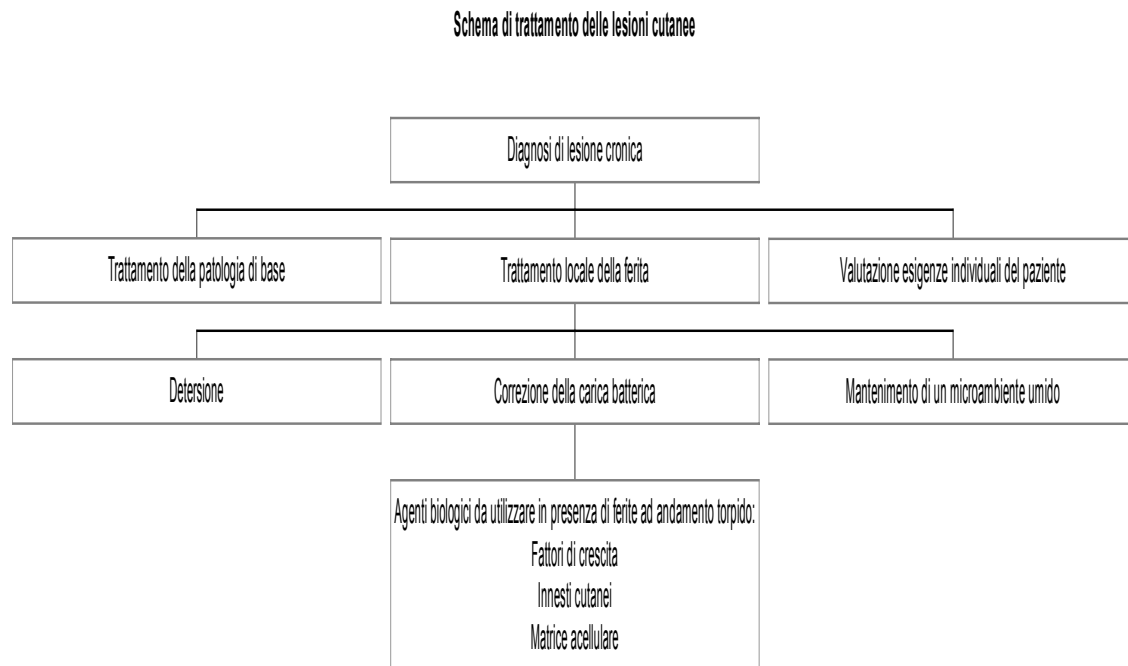 Schema di trattamento delle lesioni cutanee
Diagnosi di lesione cronica
Trattamento della patologia di base
Trattamento locale della ferita
Valutazione esigenze individuali del paziente
Detersione
Correzione della carica batterica
Mantenimento di un microambiente umido
Agenti biologici da utilizzare in presenza di ferite ad andamento torpido:
Fattori di crescita
Innesti cutanei
Matrice acellulare